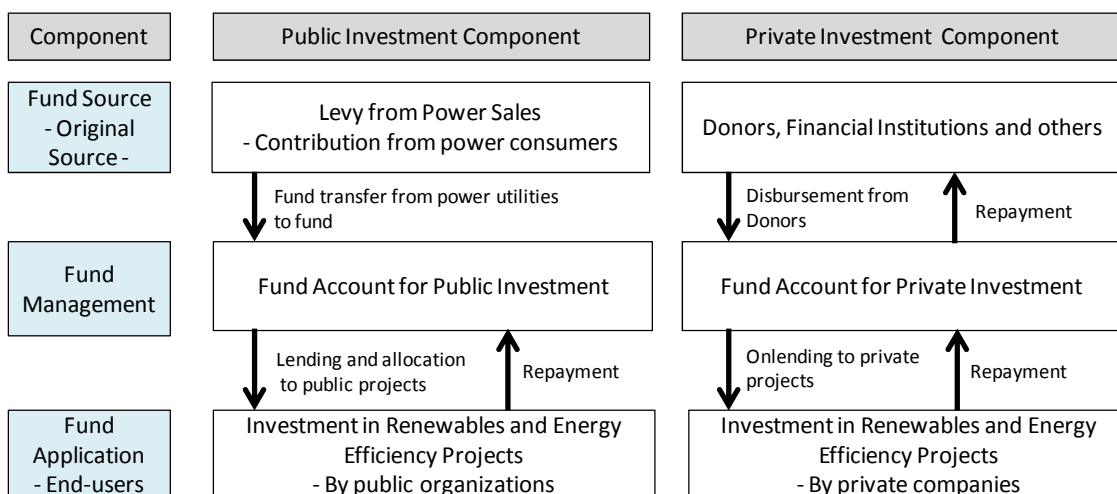 Component
Public Investment Component
Private Investment Component
Fund Source
- Original
Source -
Levy from Power Sales
- Contribution from power consumers
Donors, Financial Institutions and others
Fund transfer from power utilities
to fund
Disbursement from
Donors
Repayment
Fund
Management
Fund Account for Public Investment
Fund Account for Private Investment
Lending and allocation
to public projects
Repayment
Onlending to private
projects
Repayment
Fund
Application
- End-users
Investment in Renewables and Energy
Efficiency Projects
- By public organizations
Investment in Renewables and Energy
Efficiency Projects
- By private companies